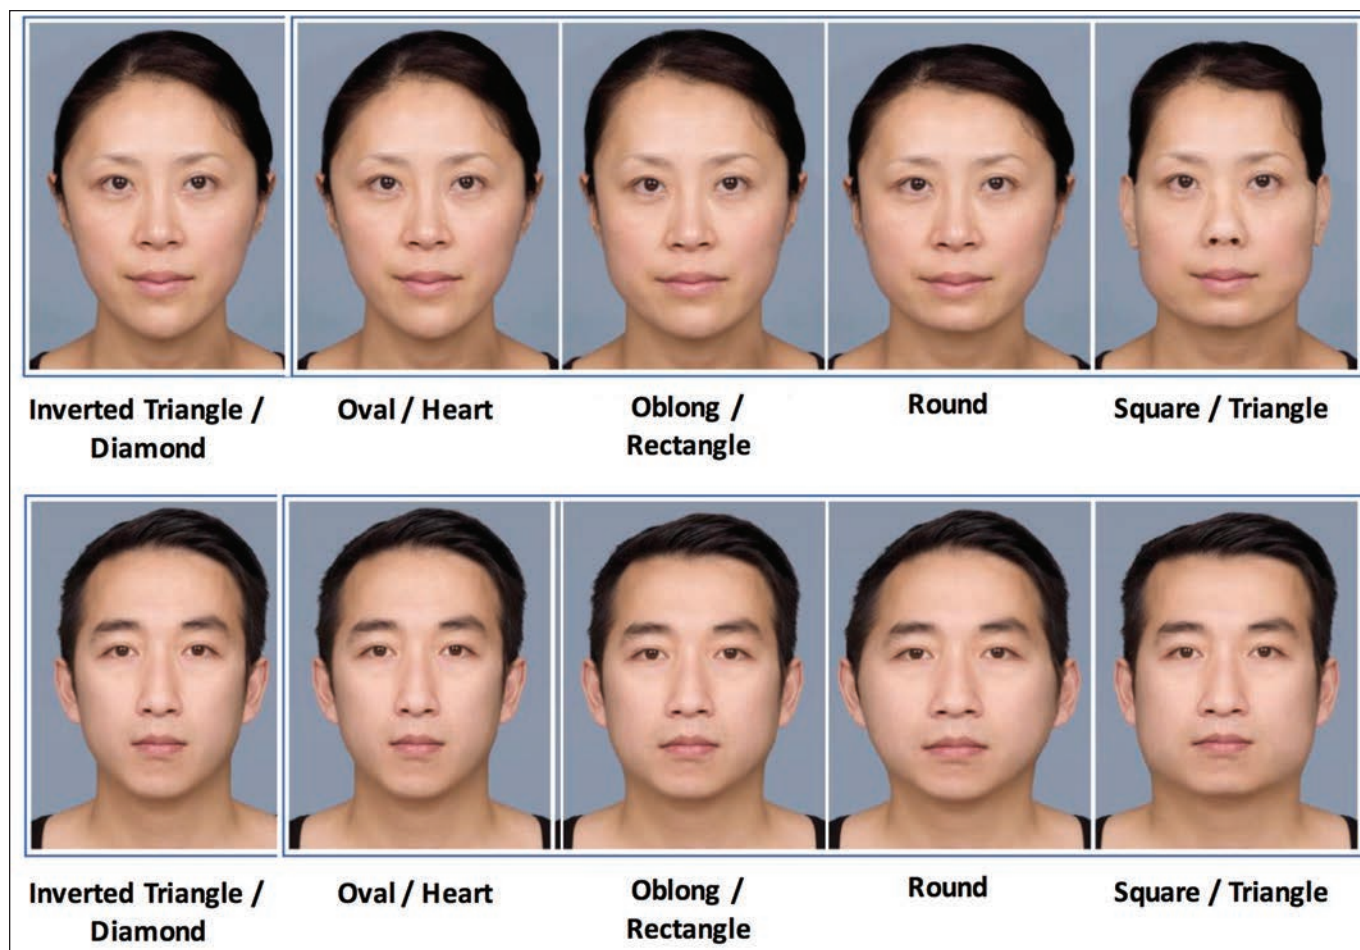 Inverted Triangle / Oval / Heart Oblong / Round Square / Triangle
Diamond Rectangle
Inverted Triangle / Oval / Heart Oblong / Round Square / Triangle
Diamond Rectangle